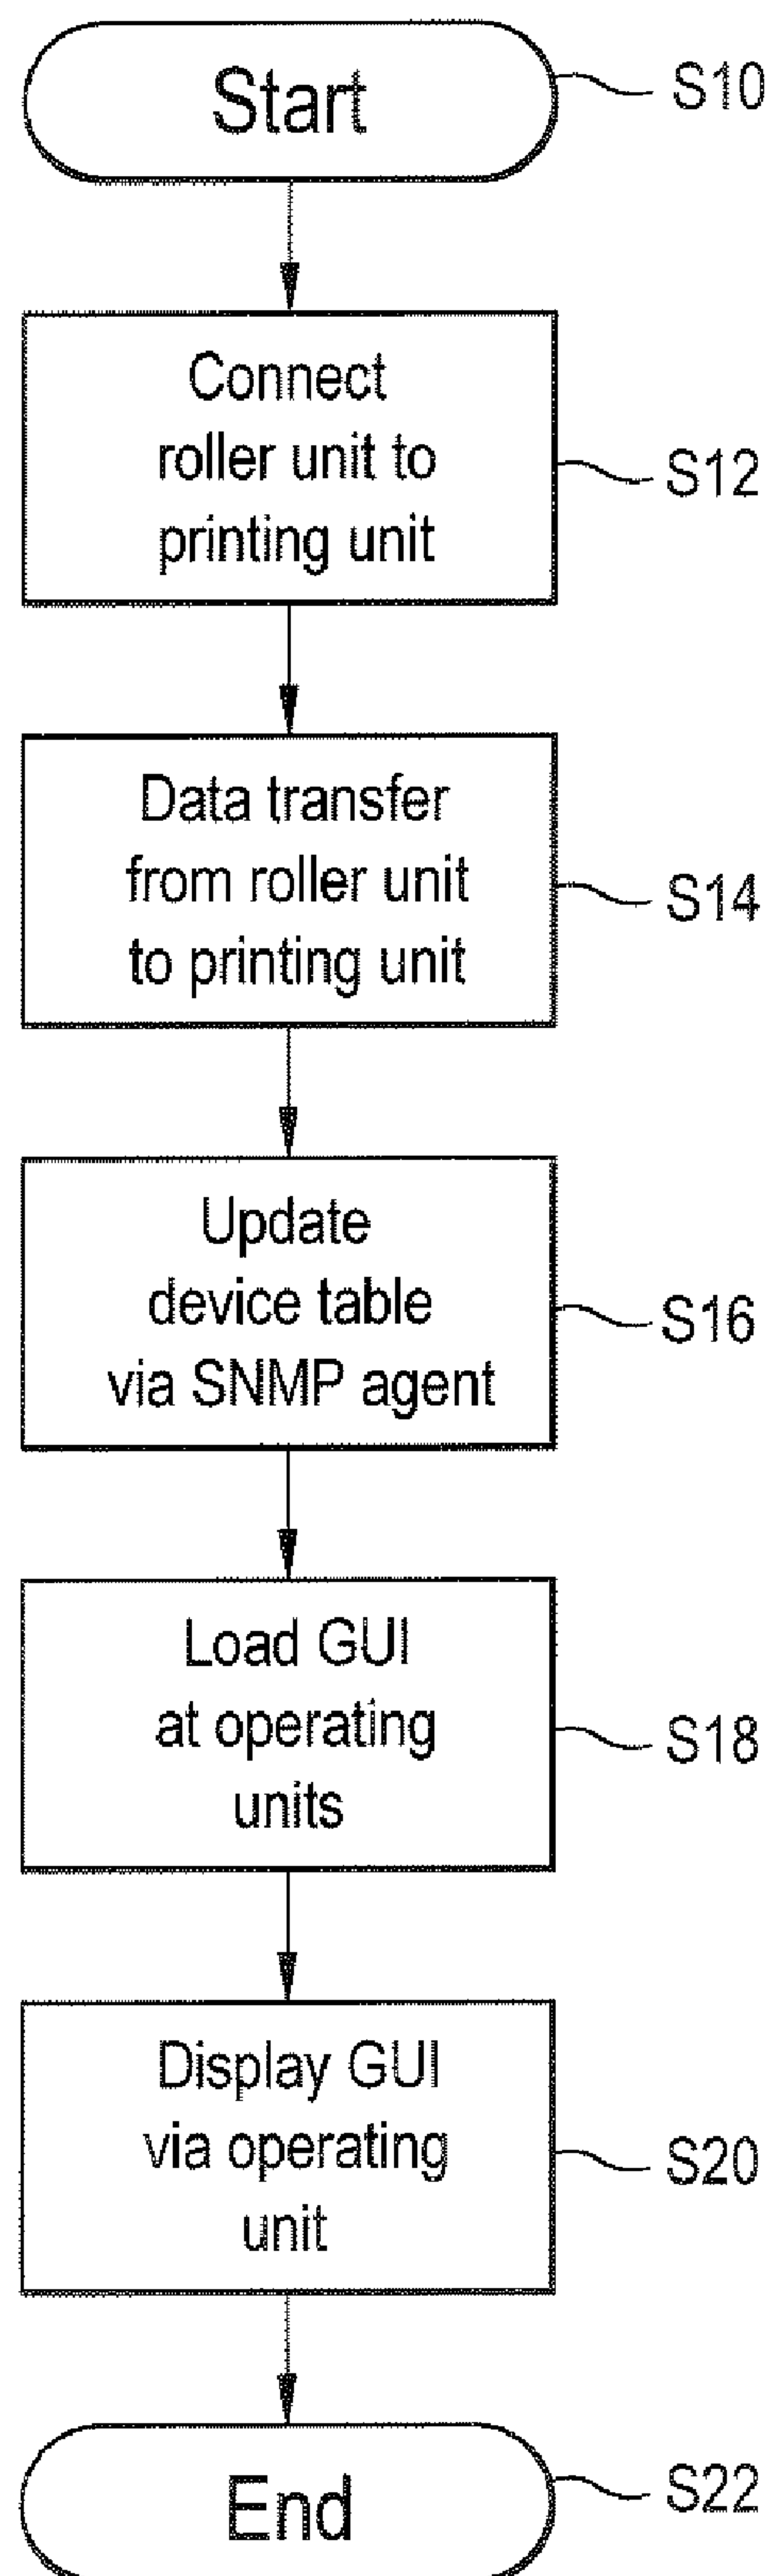 Start
S10
Connect
roller unit to
printing unit
S12
Data transfer
from roller unit
to printing unit
S14
Update
device table
via SNMP agent
S16
Load GUI
at operating
units
S18
Display GUI
via operating
unit
S20
End
S22